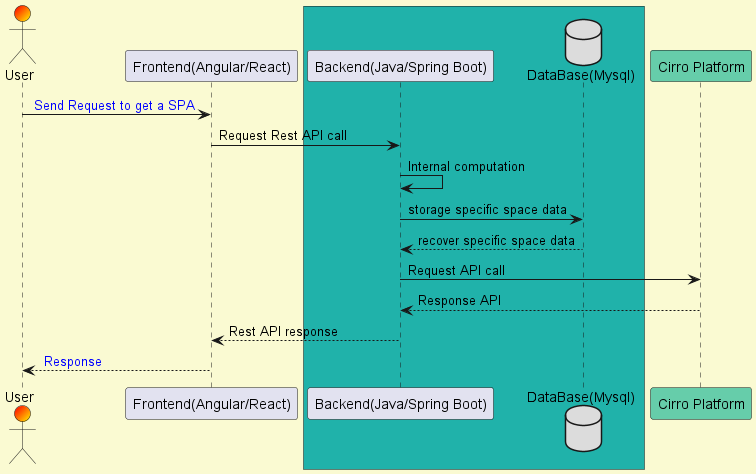 User
Frontend(Angular/React)
Backend(Java/Spring Boot)
DataBase(Mysql)
Cirro Platform
Send Request to get a SPA
Request Rest API call
Internal computation
storage specific space data
recover specific space data
Request API call
Response API
Rest API response
Response
User
Frontend(Angular/React)
Backend(Java/Spring Boot)
DataBase(Mysql)
Cirro Platform